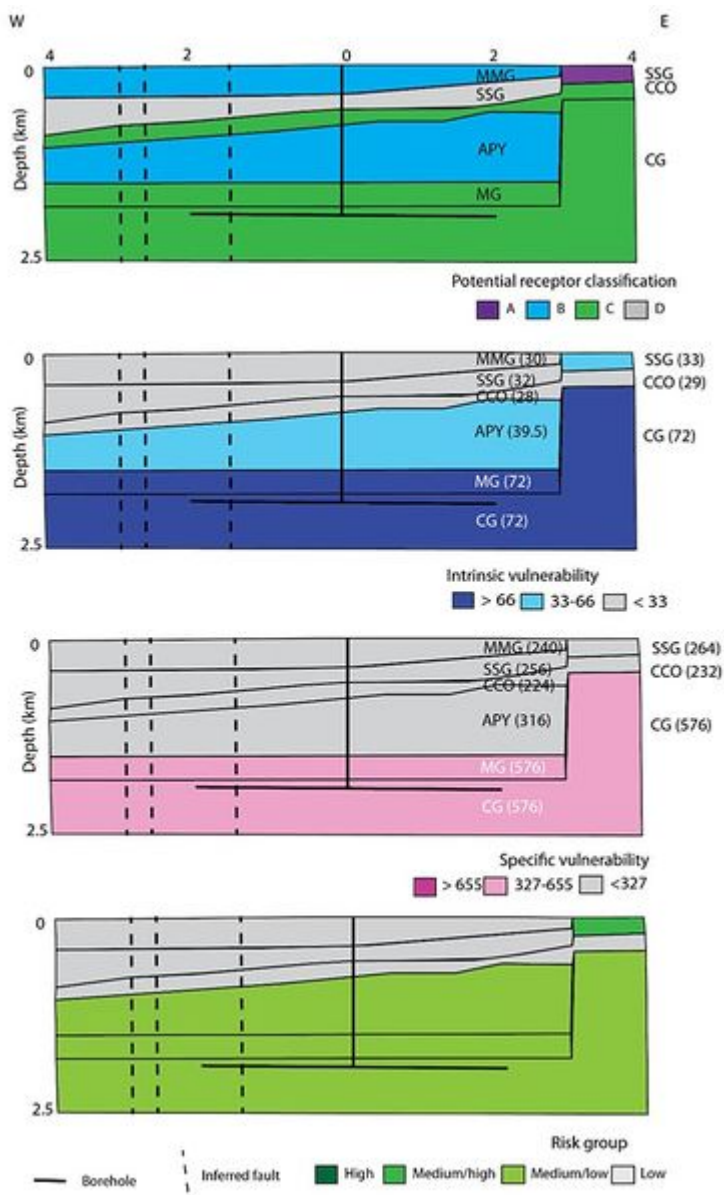 W E
4 2 0 2 4
0
MMG
SSG
SSG
CCO
APY
CG
MG
Depth (km)
2.5
Potential receptor classification
A B C D
0
MMG (30)
SSG (33)
SSG (32)
CCO (29)
CCO (28)
APY (39.5)
CG (72)
MG (72)
CG (72)
Depth (km)
2.5
Intrinsic vulnerability
> 66 33-66 < 33
0
MMG (240)
SSG (264)
SSG (256)
CCO (232)
CCO (224)
APY (316)
CG (576)
MG (576)
CG (576)
Depth (km)
2.5
Specific vulnerability
> 655 327-655 <327
0
2.5
Risk group
Borehole Inferred fault High Medium/high Medium/low Low